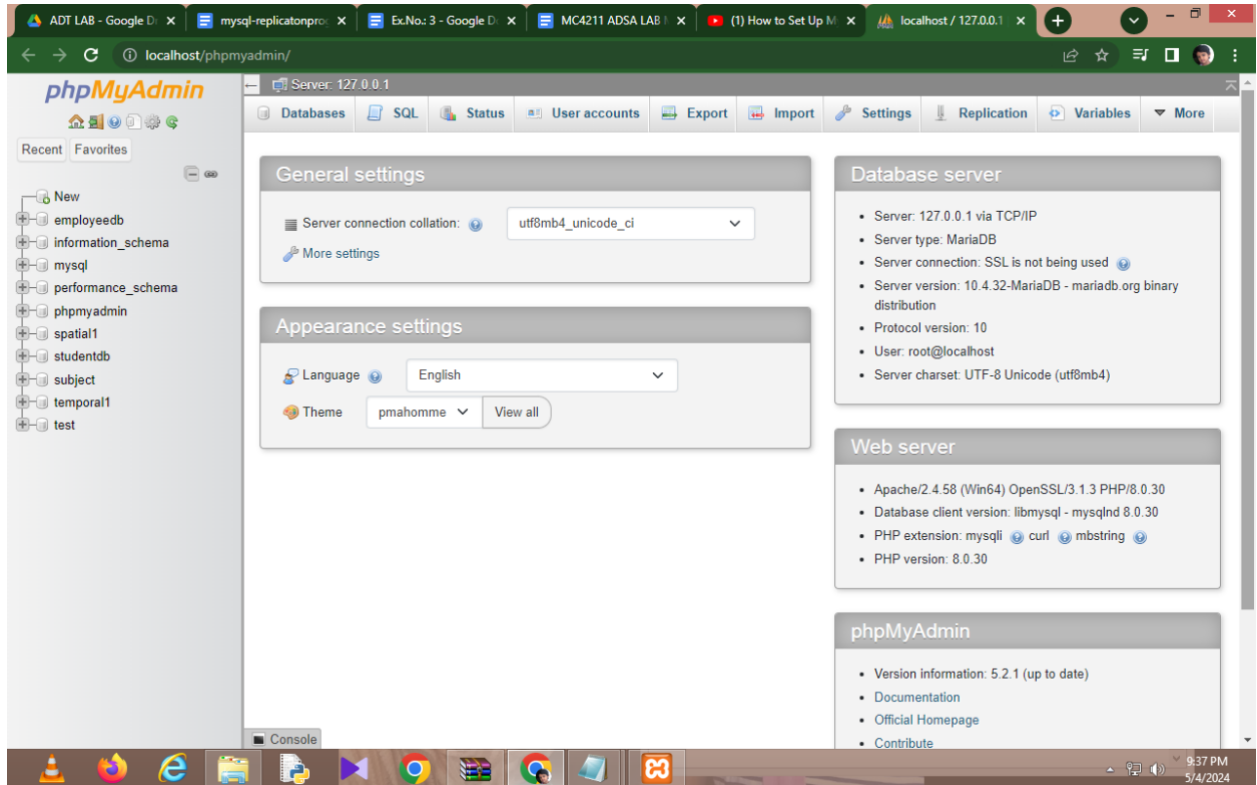 ADT LAB - Google Dr
mysql-replicatonprog
Ex.No.: 3 - Google Do
MC4211 ADSA LAB M
(1) How to Set Up M
localhost / 127.0.0.1
localhost/phpmyadmin/
phpMyAdmin
Recent Favorites
New
employeedb
information_schema
mysql
performance_schema
phpmyadmin
spatial1
studentdb
subject
temporal1
test
Server: 127.0.0.1
Databases SQL Status User accounts Export Import Settings Replication Variables More
General settings
Server connection collation: utf8mb4_unicode_ci
More settings
Appearance settings
Language English
Theme pmahomme View all
Database server
Server: 127.0.0.1 via TCP/IP
Server type: MariaDB
Server connection: SSL is not being used
Server version: 10.4.32-MariaDB - mariadb.org binary
distribution
Protocol version: 10
User: root@localhost
Server charset: UTF-8 Unicode (utf8mb4)
Web server
Apache/2.4.58 (Win64) OpenSSL/3.1.3 PHP/8.0.30
Database client version: libmysql - mysqlnd 8.0.30
PHP extension: mysqli curl mbstring
PHP version: 8.0.30
phpMyAdmin
Version information: 5.2.1 (up to date)
Documentation
Official Homepage
Contribute
Console
9:37 PM
5/4/2024